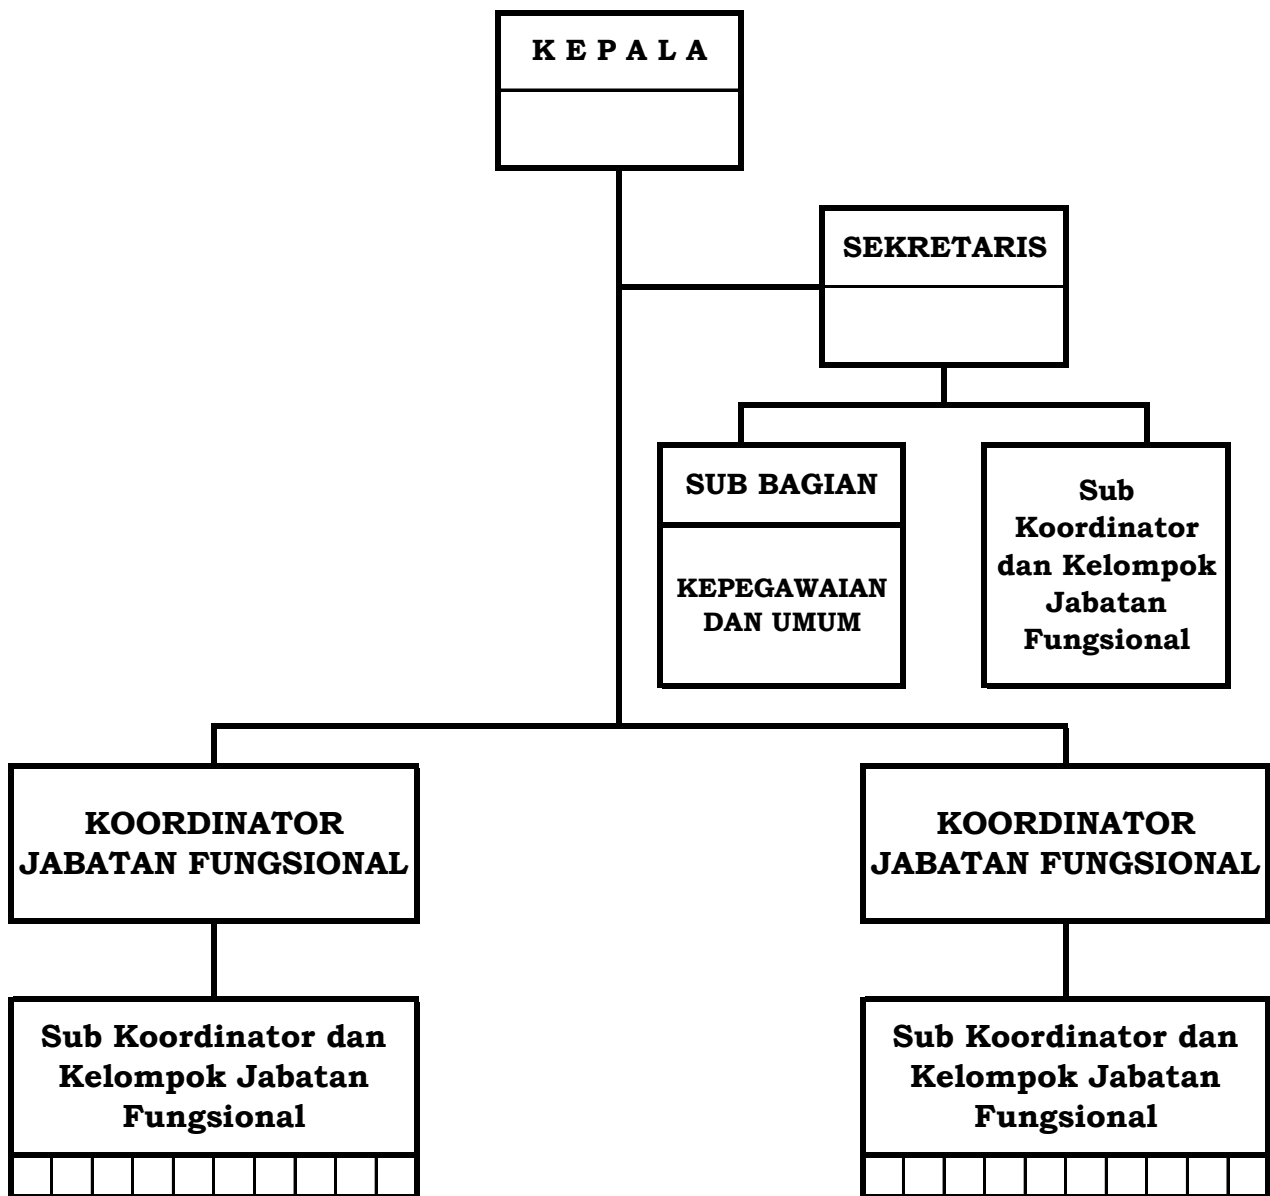 K E P A L A
SEKRETARIS
SUB BAGIAN
KEPEGAWAIAN
DAN UMUM
Sub
Koordinator
dan Kelompok
Jabatan
Fungsional
KOORDINATOR
JABATAN FUNGSIONAL
KOORDINATOR
JABATAN FUNGSIONAL
Sub Koordinator dan
Kelompok Jabatan
Fungsional
Sub Koordinator dan
Kelompok Jabatan
Fungsional